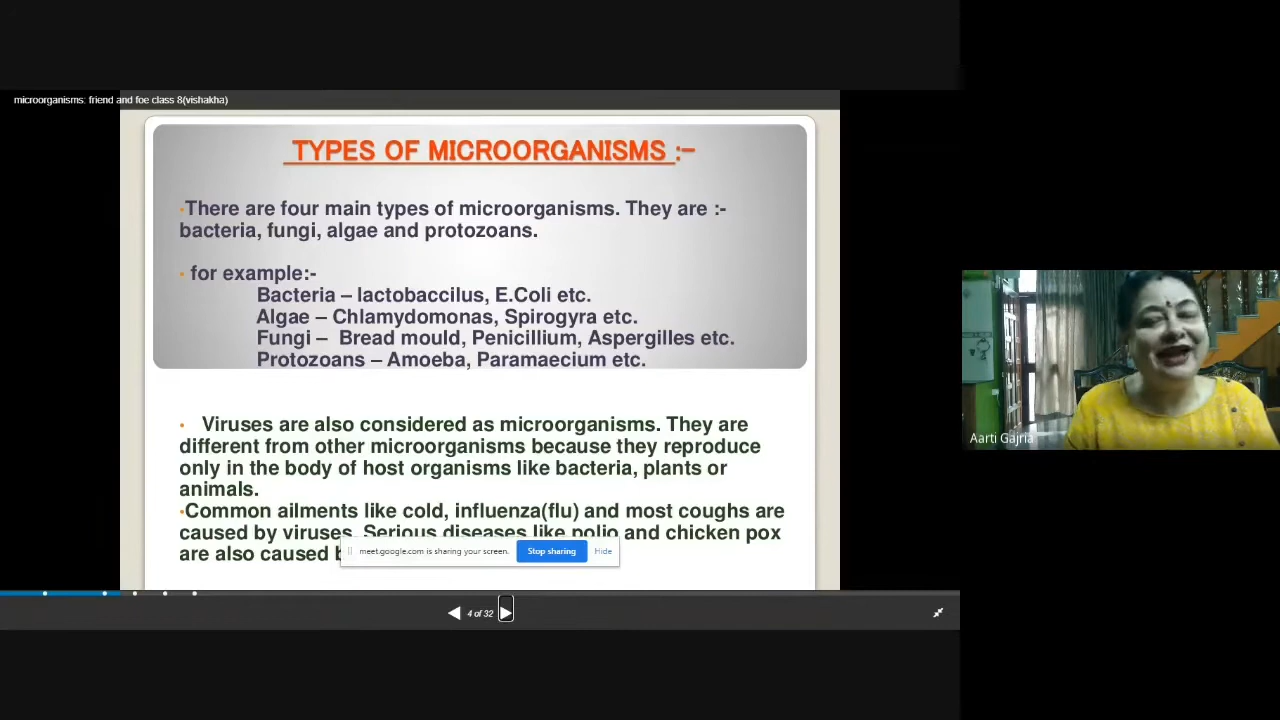 microorganisms: friend and foe class 8(vishakha)
TYPES OF MICROORGANISMS :–
•There are four main types of microorganisms. They are :-
bacteria, fungi, algae and protozoans.
• for example:-
Bacteria – lactobaccilus, E.Coli etc.
Algae – Chlamydomonas, Spirogyra etc.
Fungi – Bread mould, Penicillium, Aspergilles etc.
Protozoans – Amoeba, Paramaecium etc.
• Viruses are also considered as microorganisms. They are
different from other microorganisms because they reproduce
only in the body of host organisms like bacteria, plants or
animals.
•Common ailments like cold, influenza(flu) and most coughs are
caused by viruses. Serious diseases like polio and chicken pox
are also caused
meet.google.com is sharing your screen. Stop sharing Hide
4 of 32
Aarti Gajria